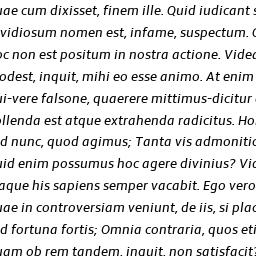 uae cum dixisset, finem ille. Quid iudicant
vidiosum nomen est, infame, suspectum.
oc non est positum in nostra actione. Videa
odest, inquit, mihi eo esse animo. At enim
ui-vere falsone, quaerere mittimus-dicitur
ollenda est atque extrahenda radicitus. Ho
d nunc, quod agimus; Tanta vis admonitio
uid enim possumus hoc agere divinius? Vid
aque his sapiens semper vacabit. Ego vero
uae in controversiam veniunt, de iis, si plac
d fortuna fortis; Omnia contraria, quos eti
uam ob rem tandem, inquit, non satisfacit?